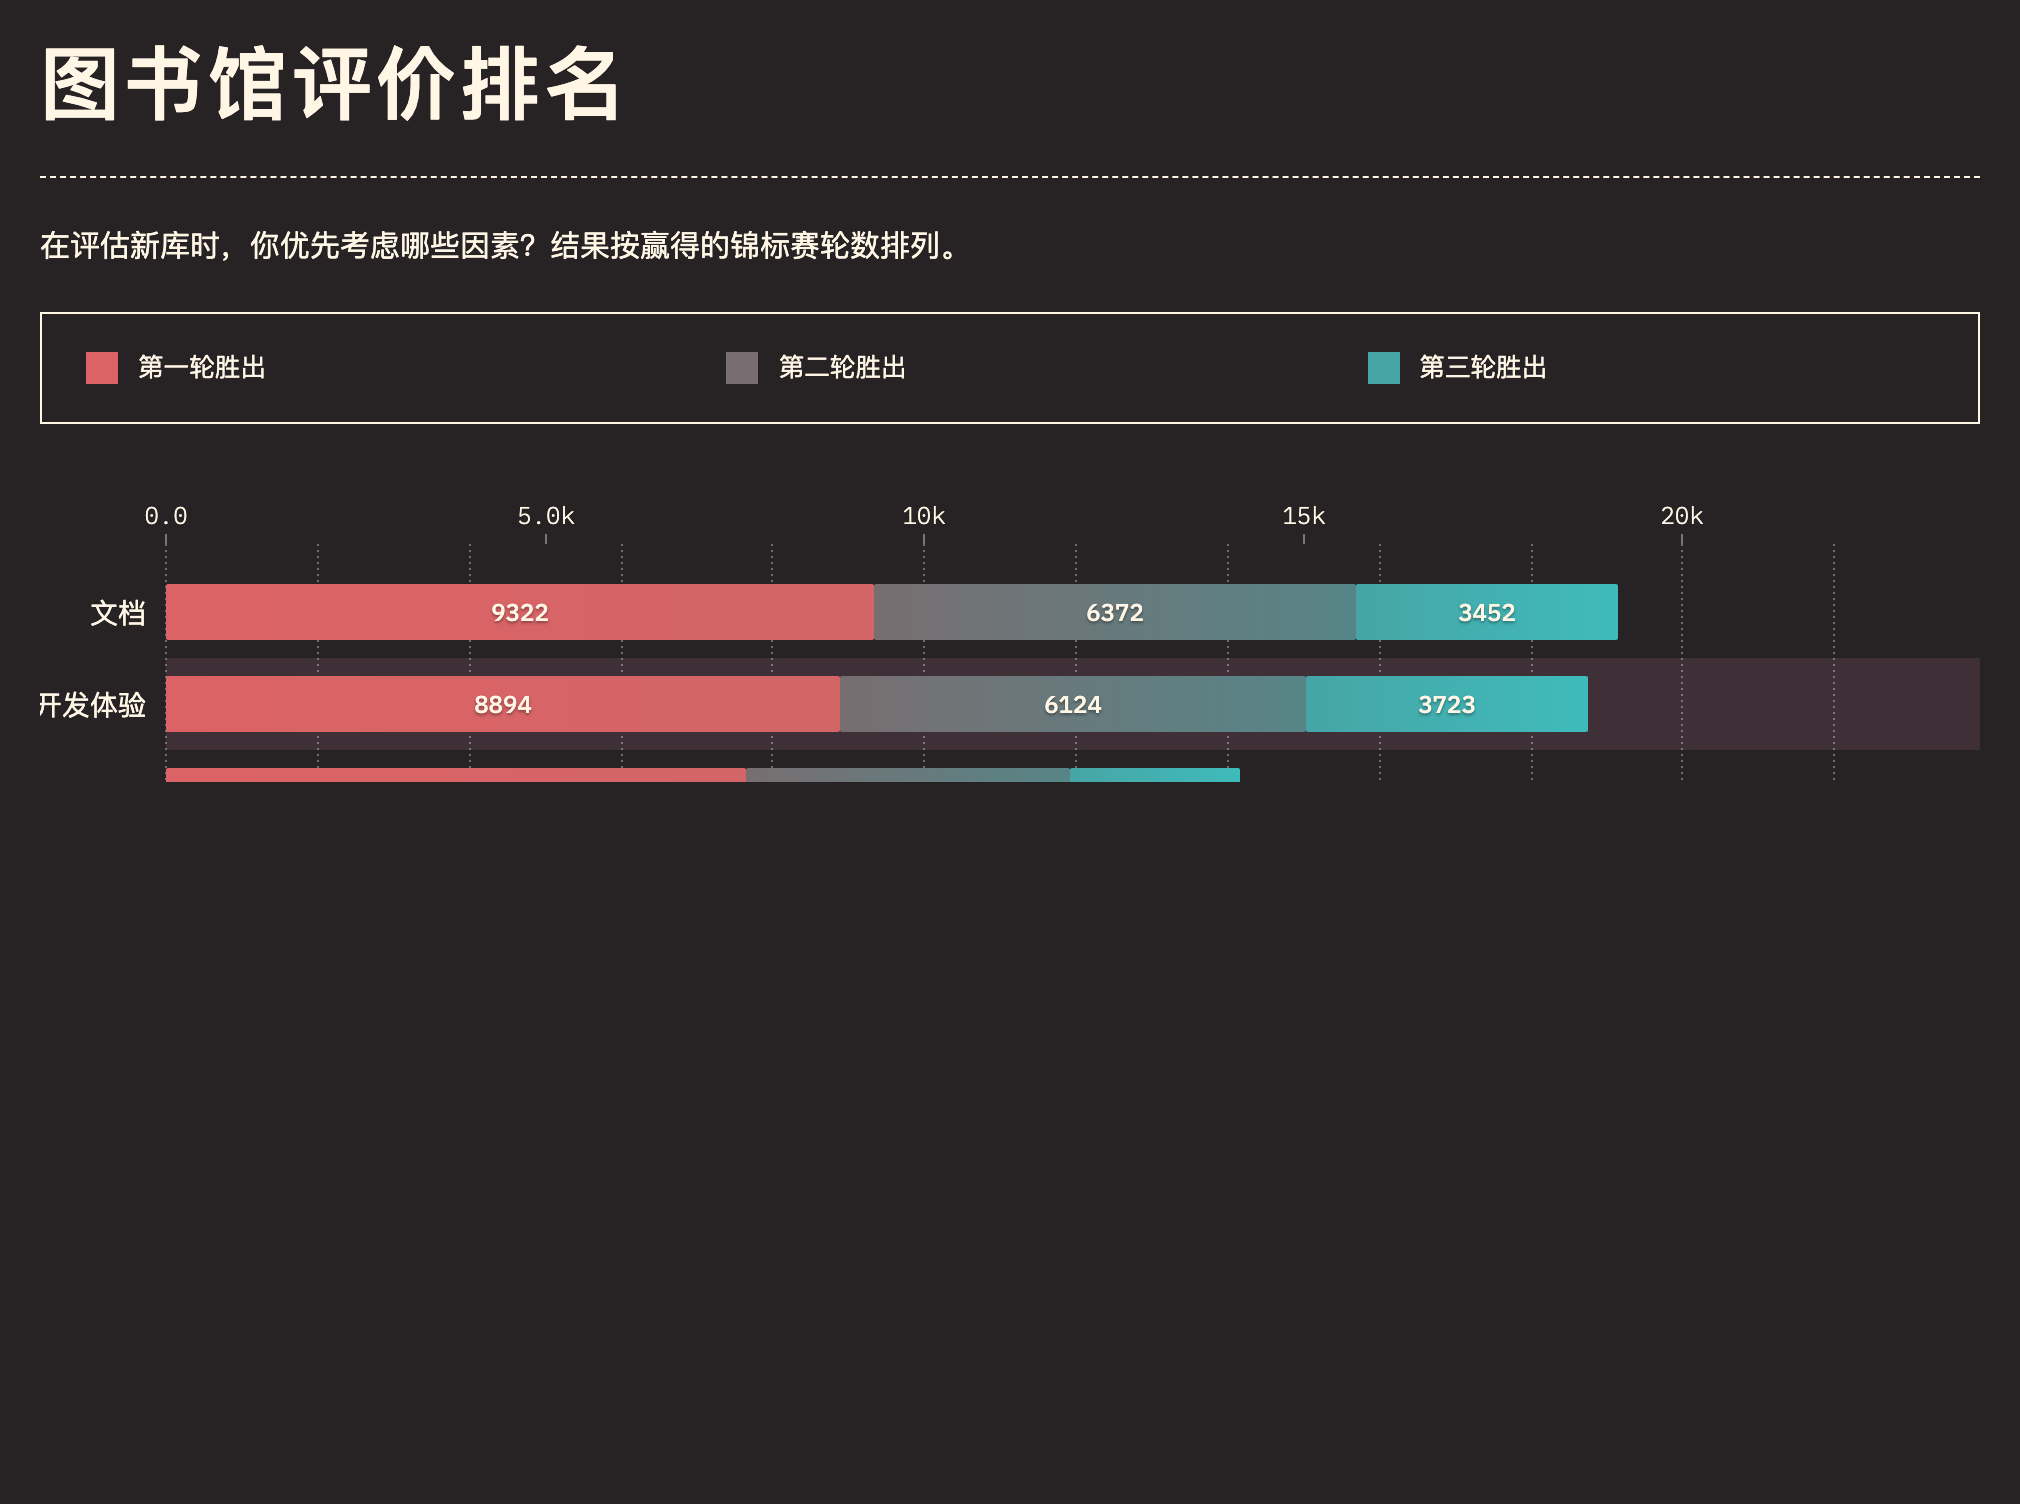 图书馆评价排名
在评估新库时，你优先考虑哪些因素？结果按赢得的锦标赛轮数排列。
第一轮胜出 第二轮胜出 第三轮胜出
0.0 5.0k 10k 15k 20k
文档 9322 6372 3452
开发体验 8894 6124 3723